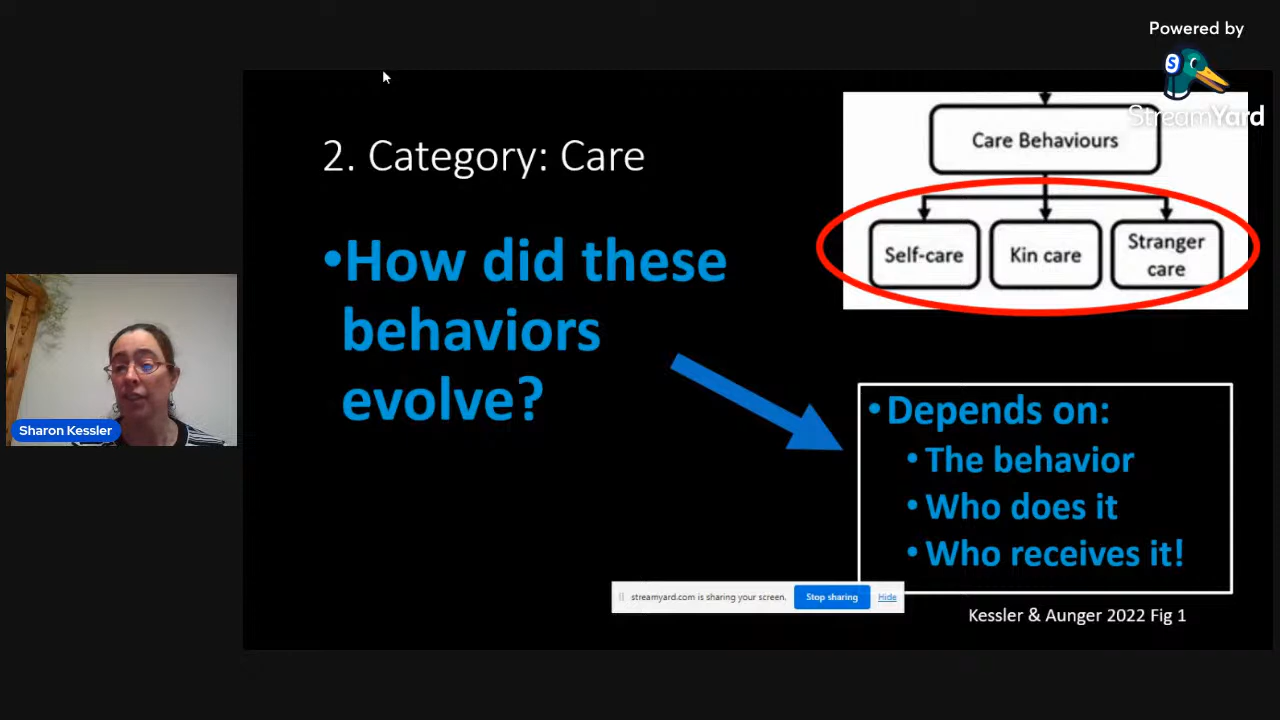 Powered by
StreamYard
2. Category: Care
•How did these
behaviors
evolve?
Care Behaviours
Self-care
Kin care
Stranger
care
• Depends on:
• The behavior
• Who does it
• Who receives it!
Sharon Kessler
streamyard.com is sharing your screen.
Stop sharing
Hide
Kessler & Aunger 2022 Fig 1